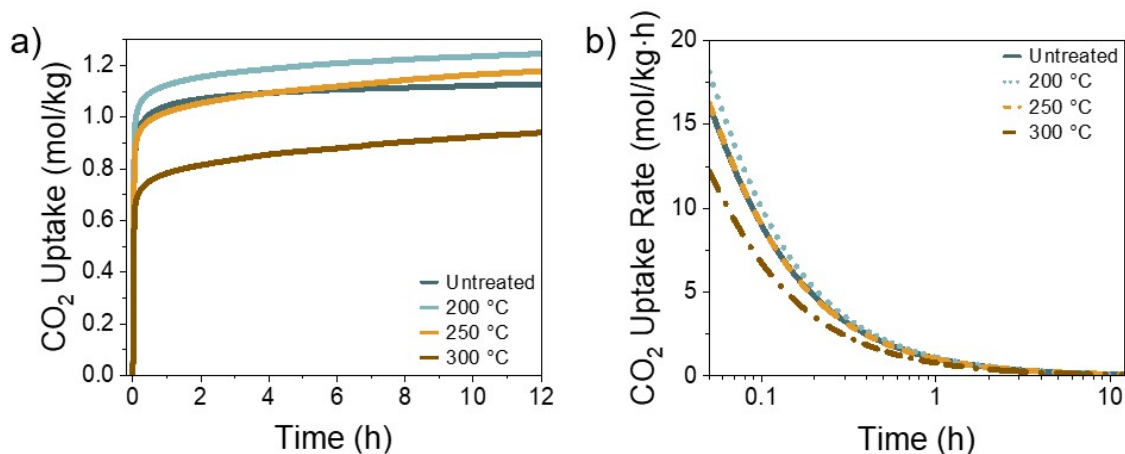 a)
CO₂ Uptake (mol/kg)
1.2
1.0
0.8
0.6
0.4
0.2
0.0
Untreated
200 °C
250 °C
300 °C
0 2 4 6 8 10 12
Time (h)
b)
CO₂ Uptake Rate (mol/kg·h)
20
15
10
5
0
Untreated
200 °C
250 °C
300 °C
0.1 1 10
Time (h)